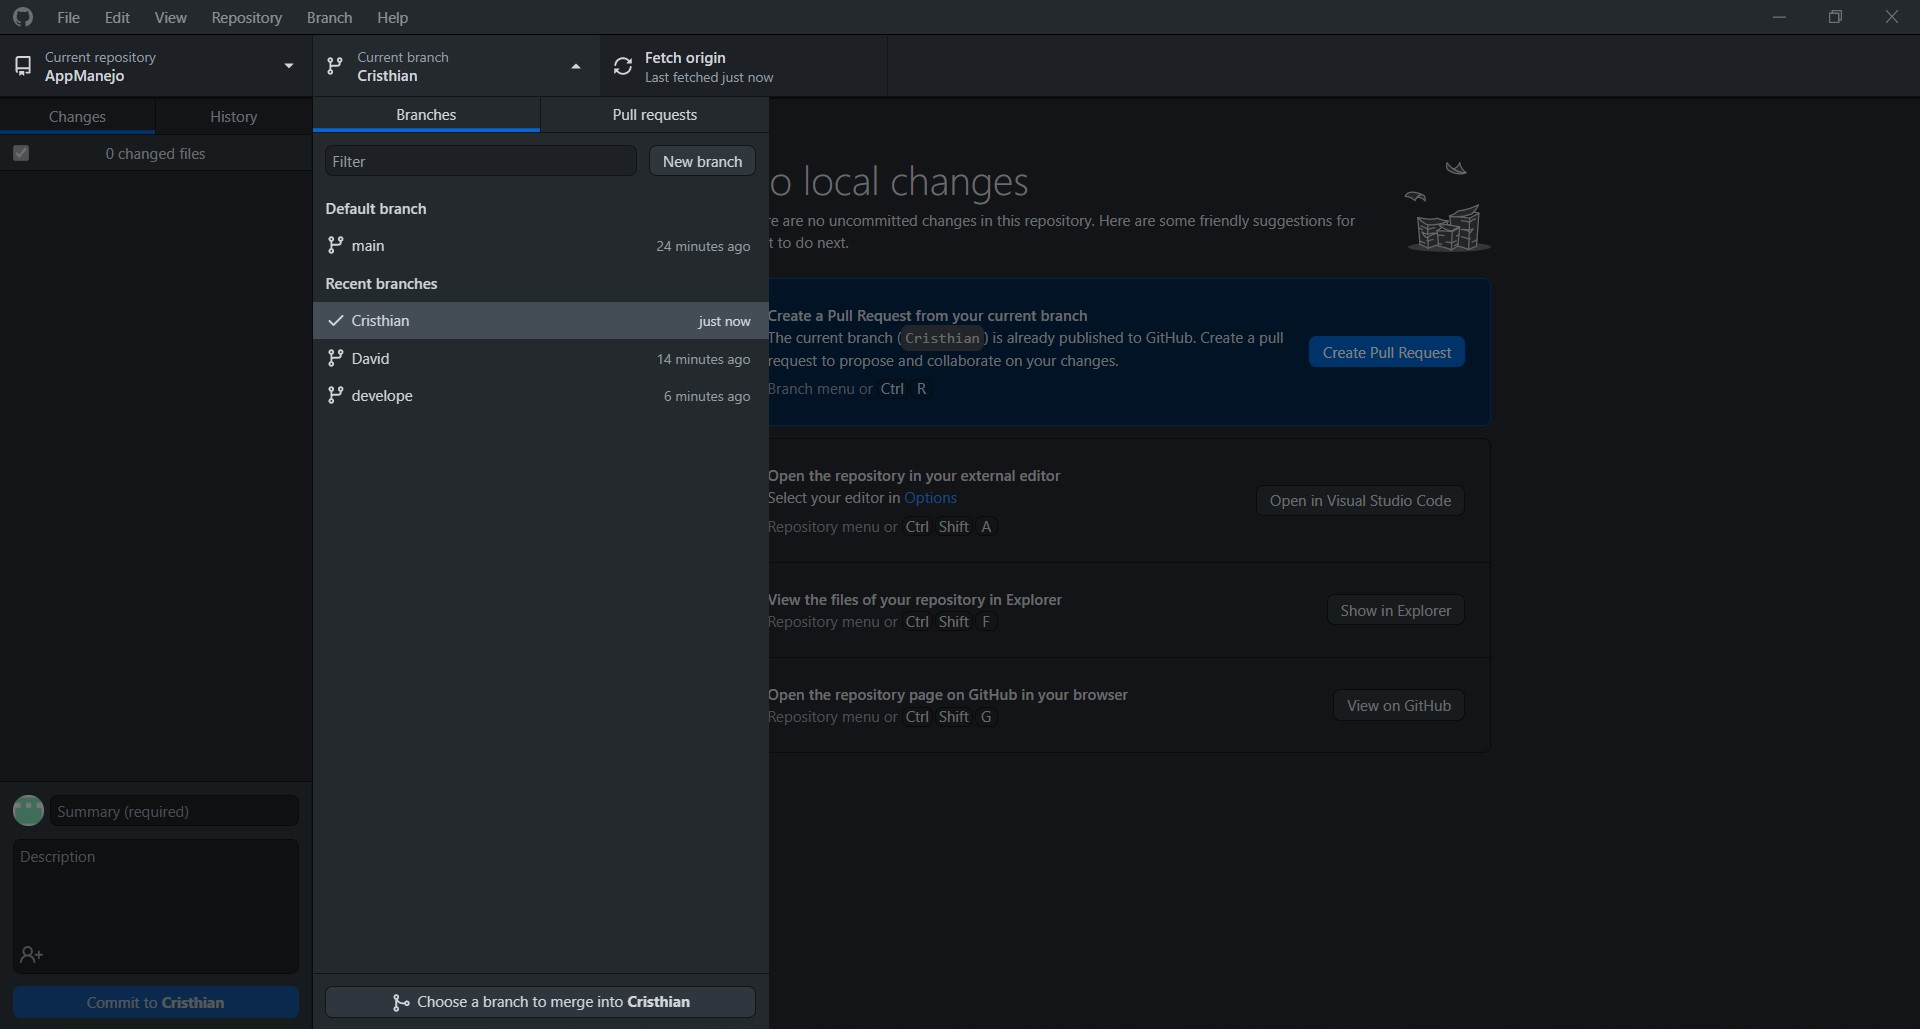 File Edit View Repository Branch Help
Current repository
AppManejo
Current branch
Cristhian
Fetch origin
Last fetched just now
Changes
History
0 changed files
Branches
Pull requests
Filter
New branch
Default branch
main 24 minutes ago
Recent branches
Cristhian just now
David 14 minutes ago
develope 6 minutes ago
Choose a branch to merge into Cristhian
o local changes
re are no uncommitted changes in this repository. Here are some friendly suggestions for
t to do next.
Create a Pull Request from your current branch
The current branch (Cristhian) is already published to GitHub. Create a pull
request to propose and collaborate on your changes.
Branch menu or Ctrl R
Create Pull Request
Open the repository in your external editor
Select your editor in Options
Repository menu or Ctrl Shift A
Open in Visual Studio Code
View the files of your repository in Explorer
Repository menu or Ctrl Shift F
Show in Explorer
Open the repository page on GitHub in your browser
Repository menu or Ctrl Shift G
View on GitHub
Summary (required)
Description
Commit to Cristhian